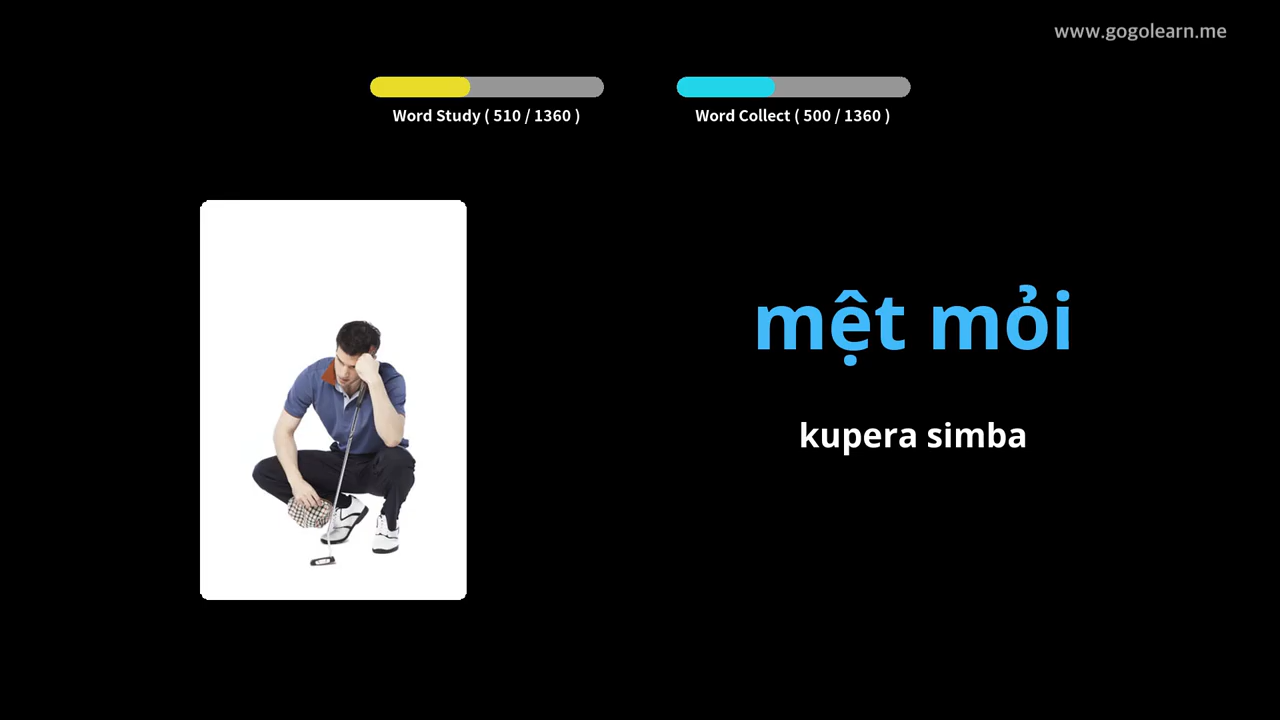 www.gogolearn.me
Word Study ( 510 / 1360 )
Word Collect ( 500 / 1360 )
mệt mỏi
kupera simba